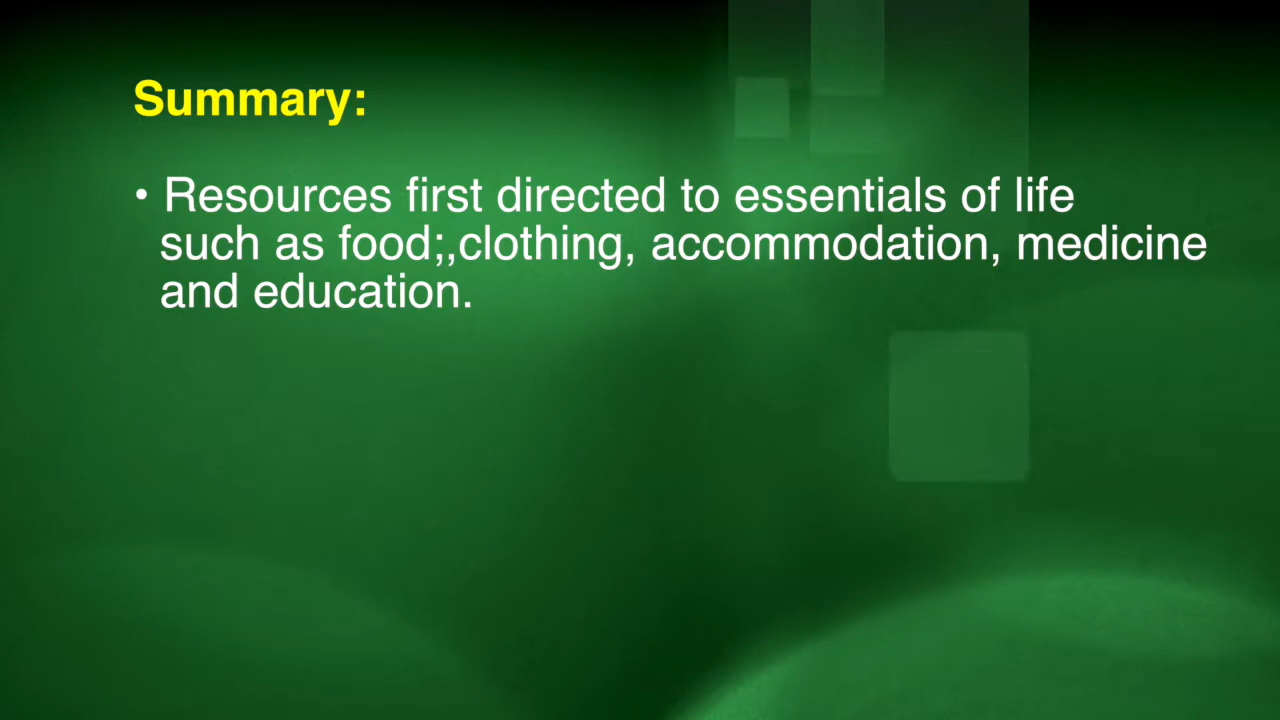 Summary:
• Resources first directed to essentials of life
such as food;,clothing, accommodation, medicine
and education.